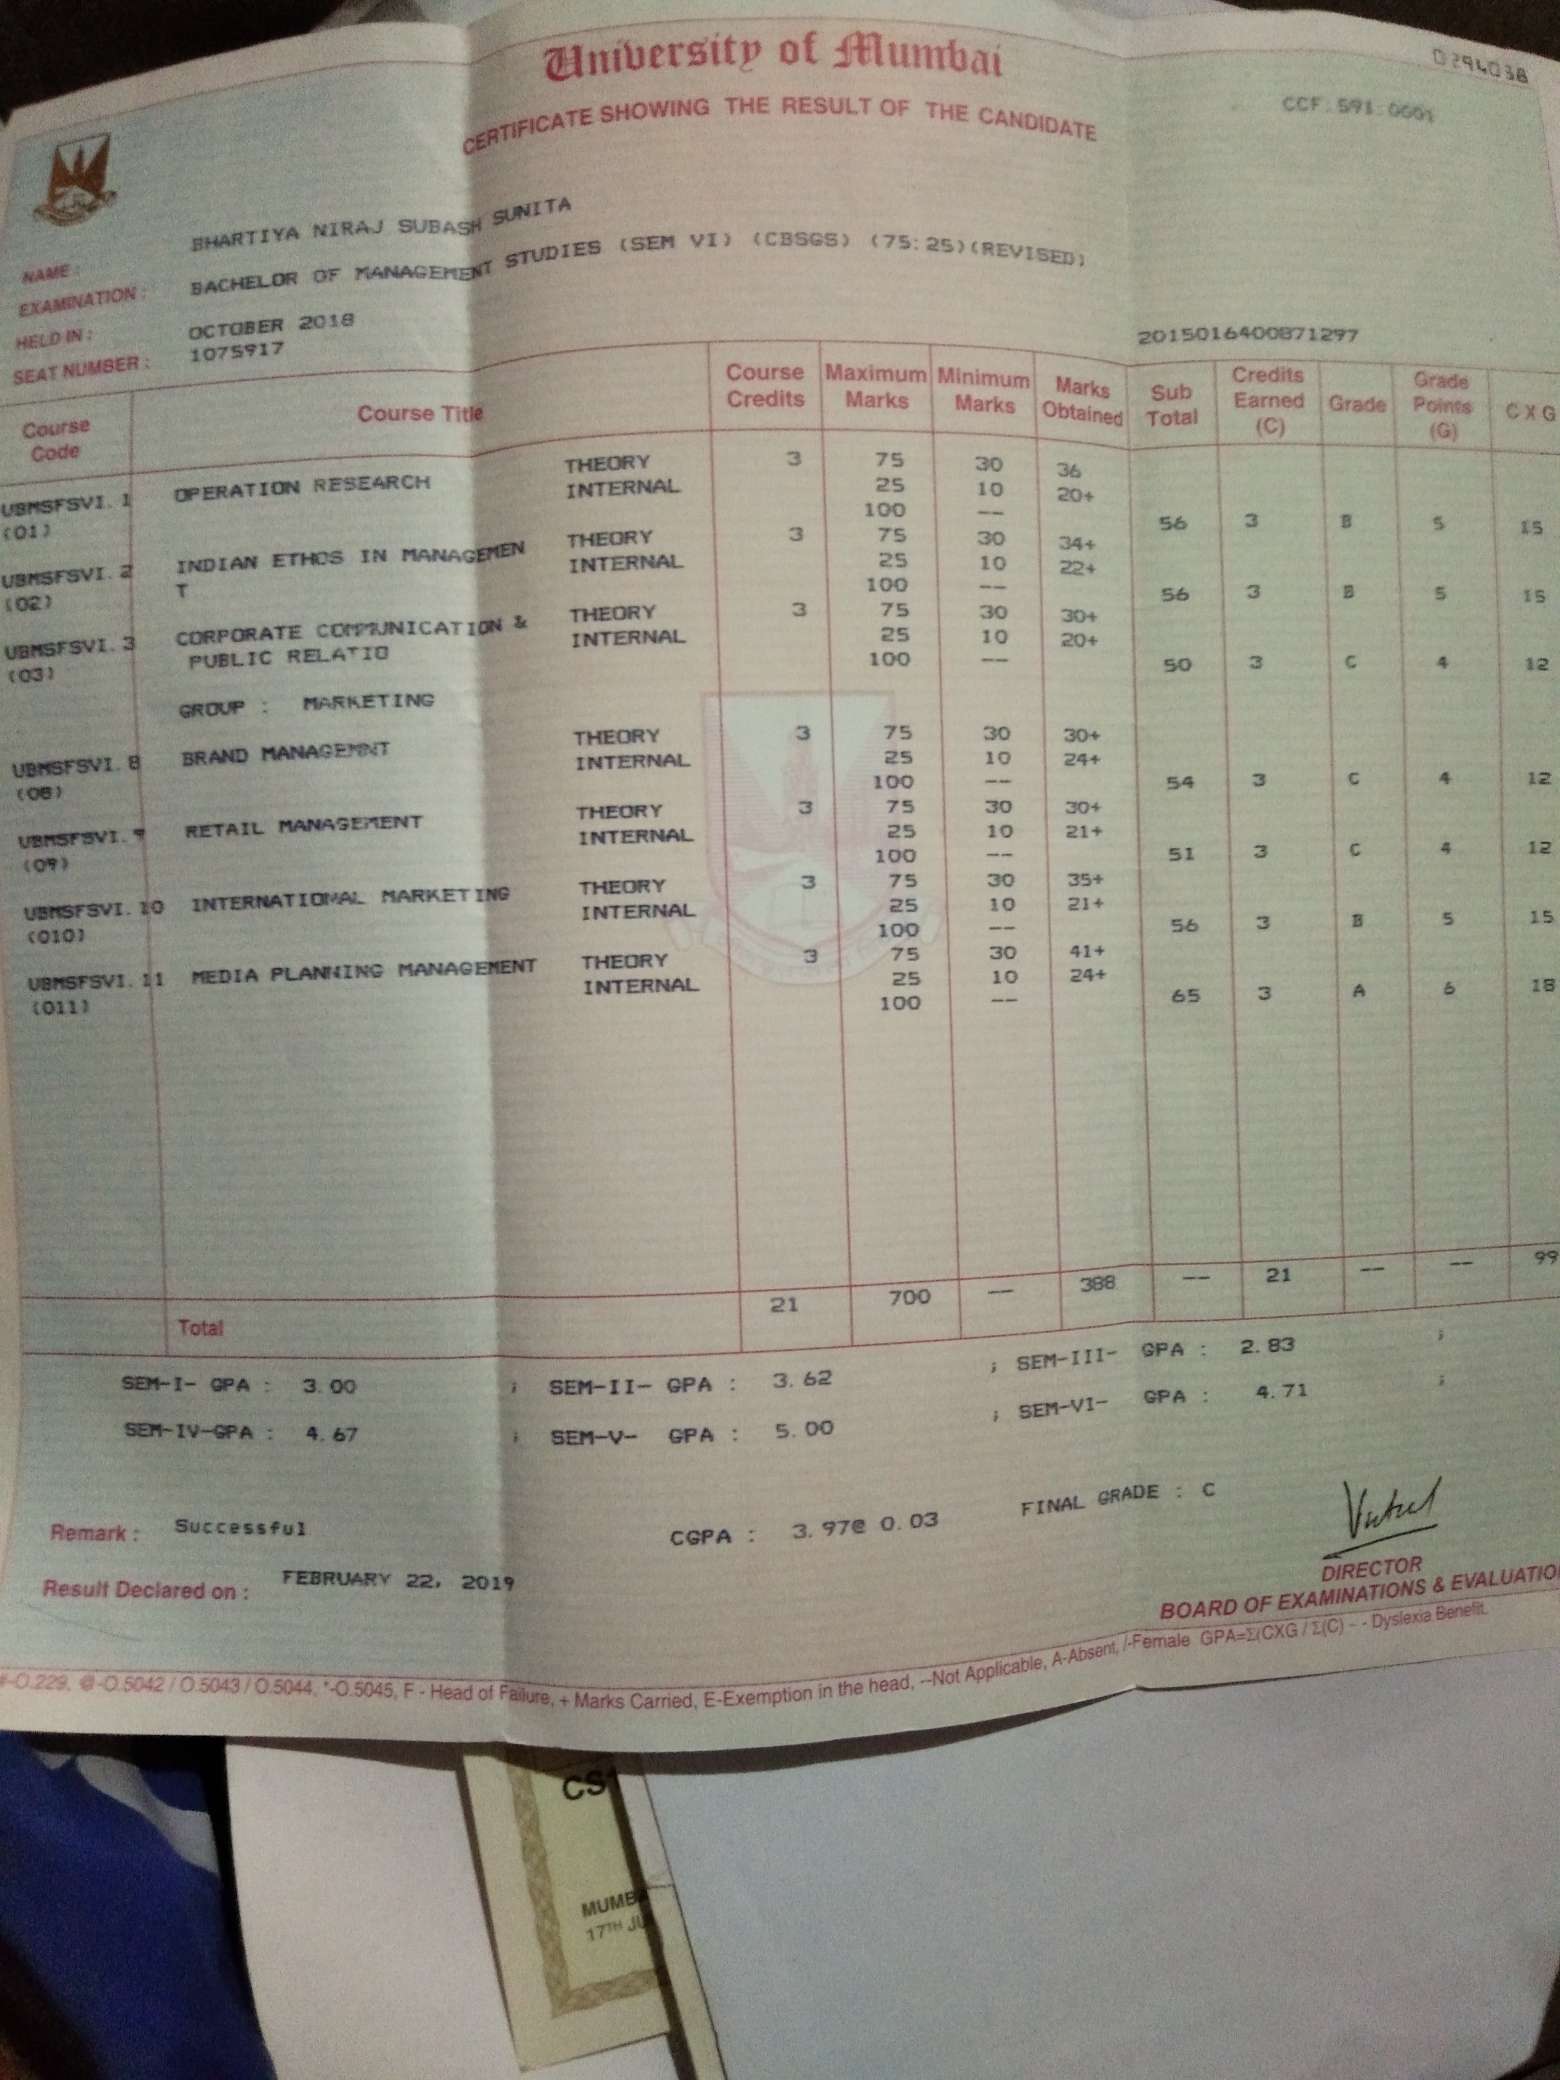 University of Mumbai
D294038
CERTIFICATE SHOWING THE RESULT OF THE CANDIDATE
CCF : 591 : 0001
NAME : BHARTIYA NIRAJ SUBASH SUNITA
EXAMINATION : BACHELOR OF MANAGEMENT STUDIES (SEM VI) (CBSGS) (75:25)(REVISED)
HELD IN : OCTOBER 2018
SEAT NUMBER : 1075917
2015016400871297
Course Code Course Title Course Credits Maximum Marks Minimum Marks Marks Obtained Sub Total Credits Earned (C) Grade Grade Points (G) C X G
UBMSFSVI.1 OPERATION RESEARCH THEORY 3 75 30 36
(01) INTERNAL 25 10 20+
100 -- 56 3 B 5 15
UBMSFSVI.2 INDIAN ETHOS IN MANAGEMEN THEORY 3 75 30 34+
(02) T INTERNAL 25 10 22+
100 -- 56 3 B 5 15
UBMSFSVI.3 CORPORATE COMMUNICATION & THEORY 3 75 30 30+
(03) PUBLIC RELATIO INTERNAL 25 10 20+
100 -- 50 3 C 4 12
GROUP : MARKETING
UBMSFSVI.8 BRAND MANAGEMNT THEORY 3 75 30 30+
(08) INTERNAL 25 10 24+
100 -- 54 3 C 4 12
UBMSFSVI.9 RETAIL MANAGEMENT THEORY 3 75 30 30+
(09) INTERNAL 25 10 21+
100 -- 51 3 C 4 12
UBMSFSVI.10 INTERNATIONAL MARKETING THEORY 3 75 30 35+
(010) INTERNAL 25 10 21+
100 -- 56 3 B 5 15
UBMSFSVI.11 MEDIA PLANNING MANAGEMENT THEORY 3 75 30 41+
(011) INTERNAL 25 10 24+
100 -- 65 3 A 6 18
Total 21 700 -- 388 -- 21 -- -- 99
SEM-I- GPA : 3.00 ; SEM-II- GPA : 3.62 ; SEM-III- GPA : 2.83 ;
SEM-IV-GPA : 4.67 ; SEM-V- GPA : 5.00 ; SEM-VI- GPA : 4.71 ;
Remark : Successful CGPA : 3.97@ 0.03 FINAL GRADE : C
Result Declared on : FEBRUARY 22, 2019
DIRECTOR
BOARD OF EXAMINATIONS & EVALUATIO
#-O.229, @-O.5042 / O.5043 / O.5044, *-O.5045, F - Head of Failure, + Marks Carried, E-Exemption in the head, --Not Applicable, A-Absent, /-Female GPA=Σ(CXG / Σ(C) - - Dyslexia Benefit.
CS
MUMBA
17TH JU